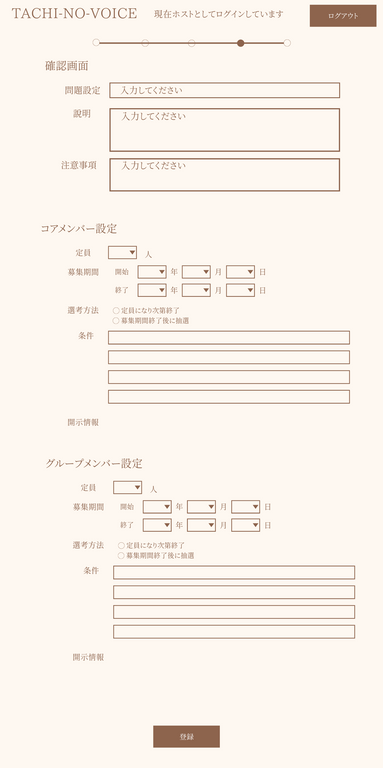 TACHI-NO-VOICE 現在ホストとしてログインしています ログアウト
確認画面
問題設定 入力してください
説明 入力してください
注意事項 入力してください
コアメンバー設定
定員 人
募集期間 開始 年 月 日
終了 年 月 日
選考方法 定員になり次第終了
募集期間終了後に抽選
条件
開示情報
グループメンバー設定
定員 人
募集期間 開始 年 月 日
終了 年 月 日
選考方法 定員になり次第終了
募集期間終了後に抽選
条件
開示情報
登録